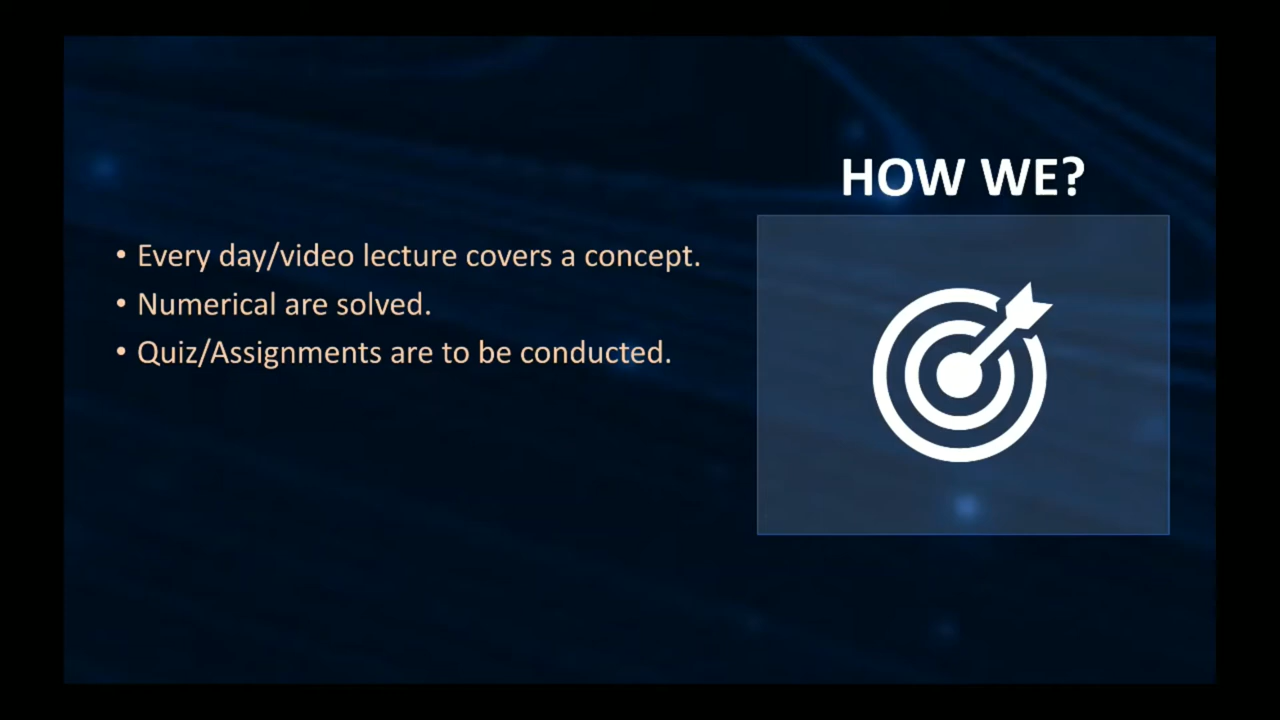 HOW WE?
• Every day/video lecture covers a concept.
• Numerical are solved.
• Quiz/Assignments are to be conducted.